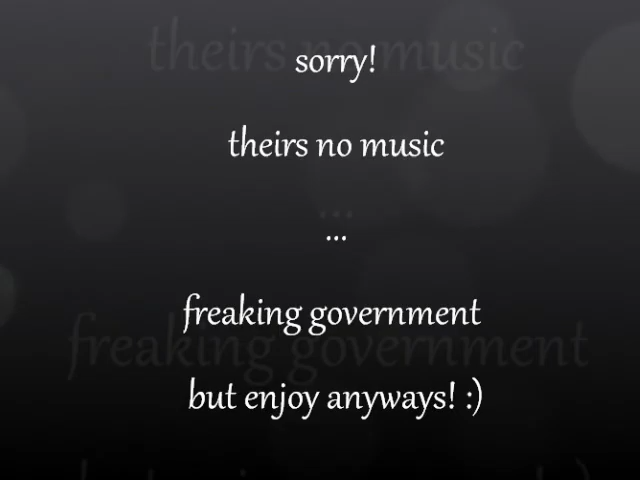 sorry!
theirs no music
...
freaking government
but enjoy anyways! :)